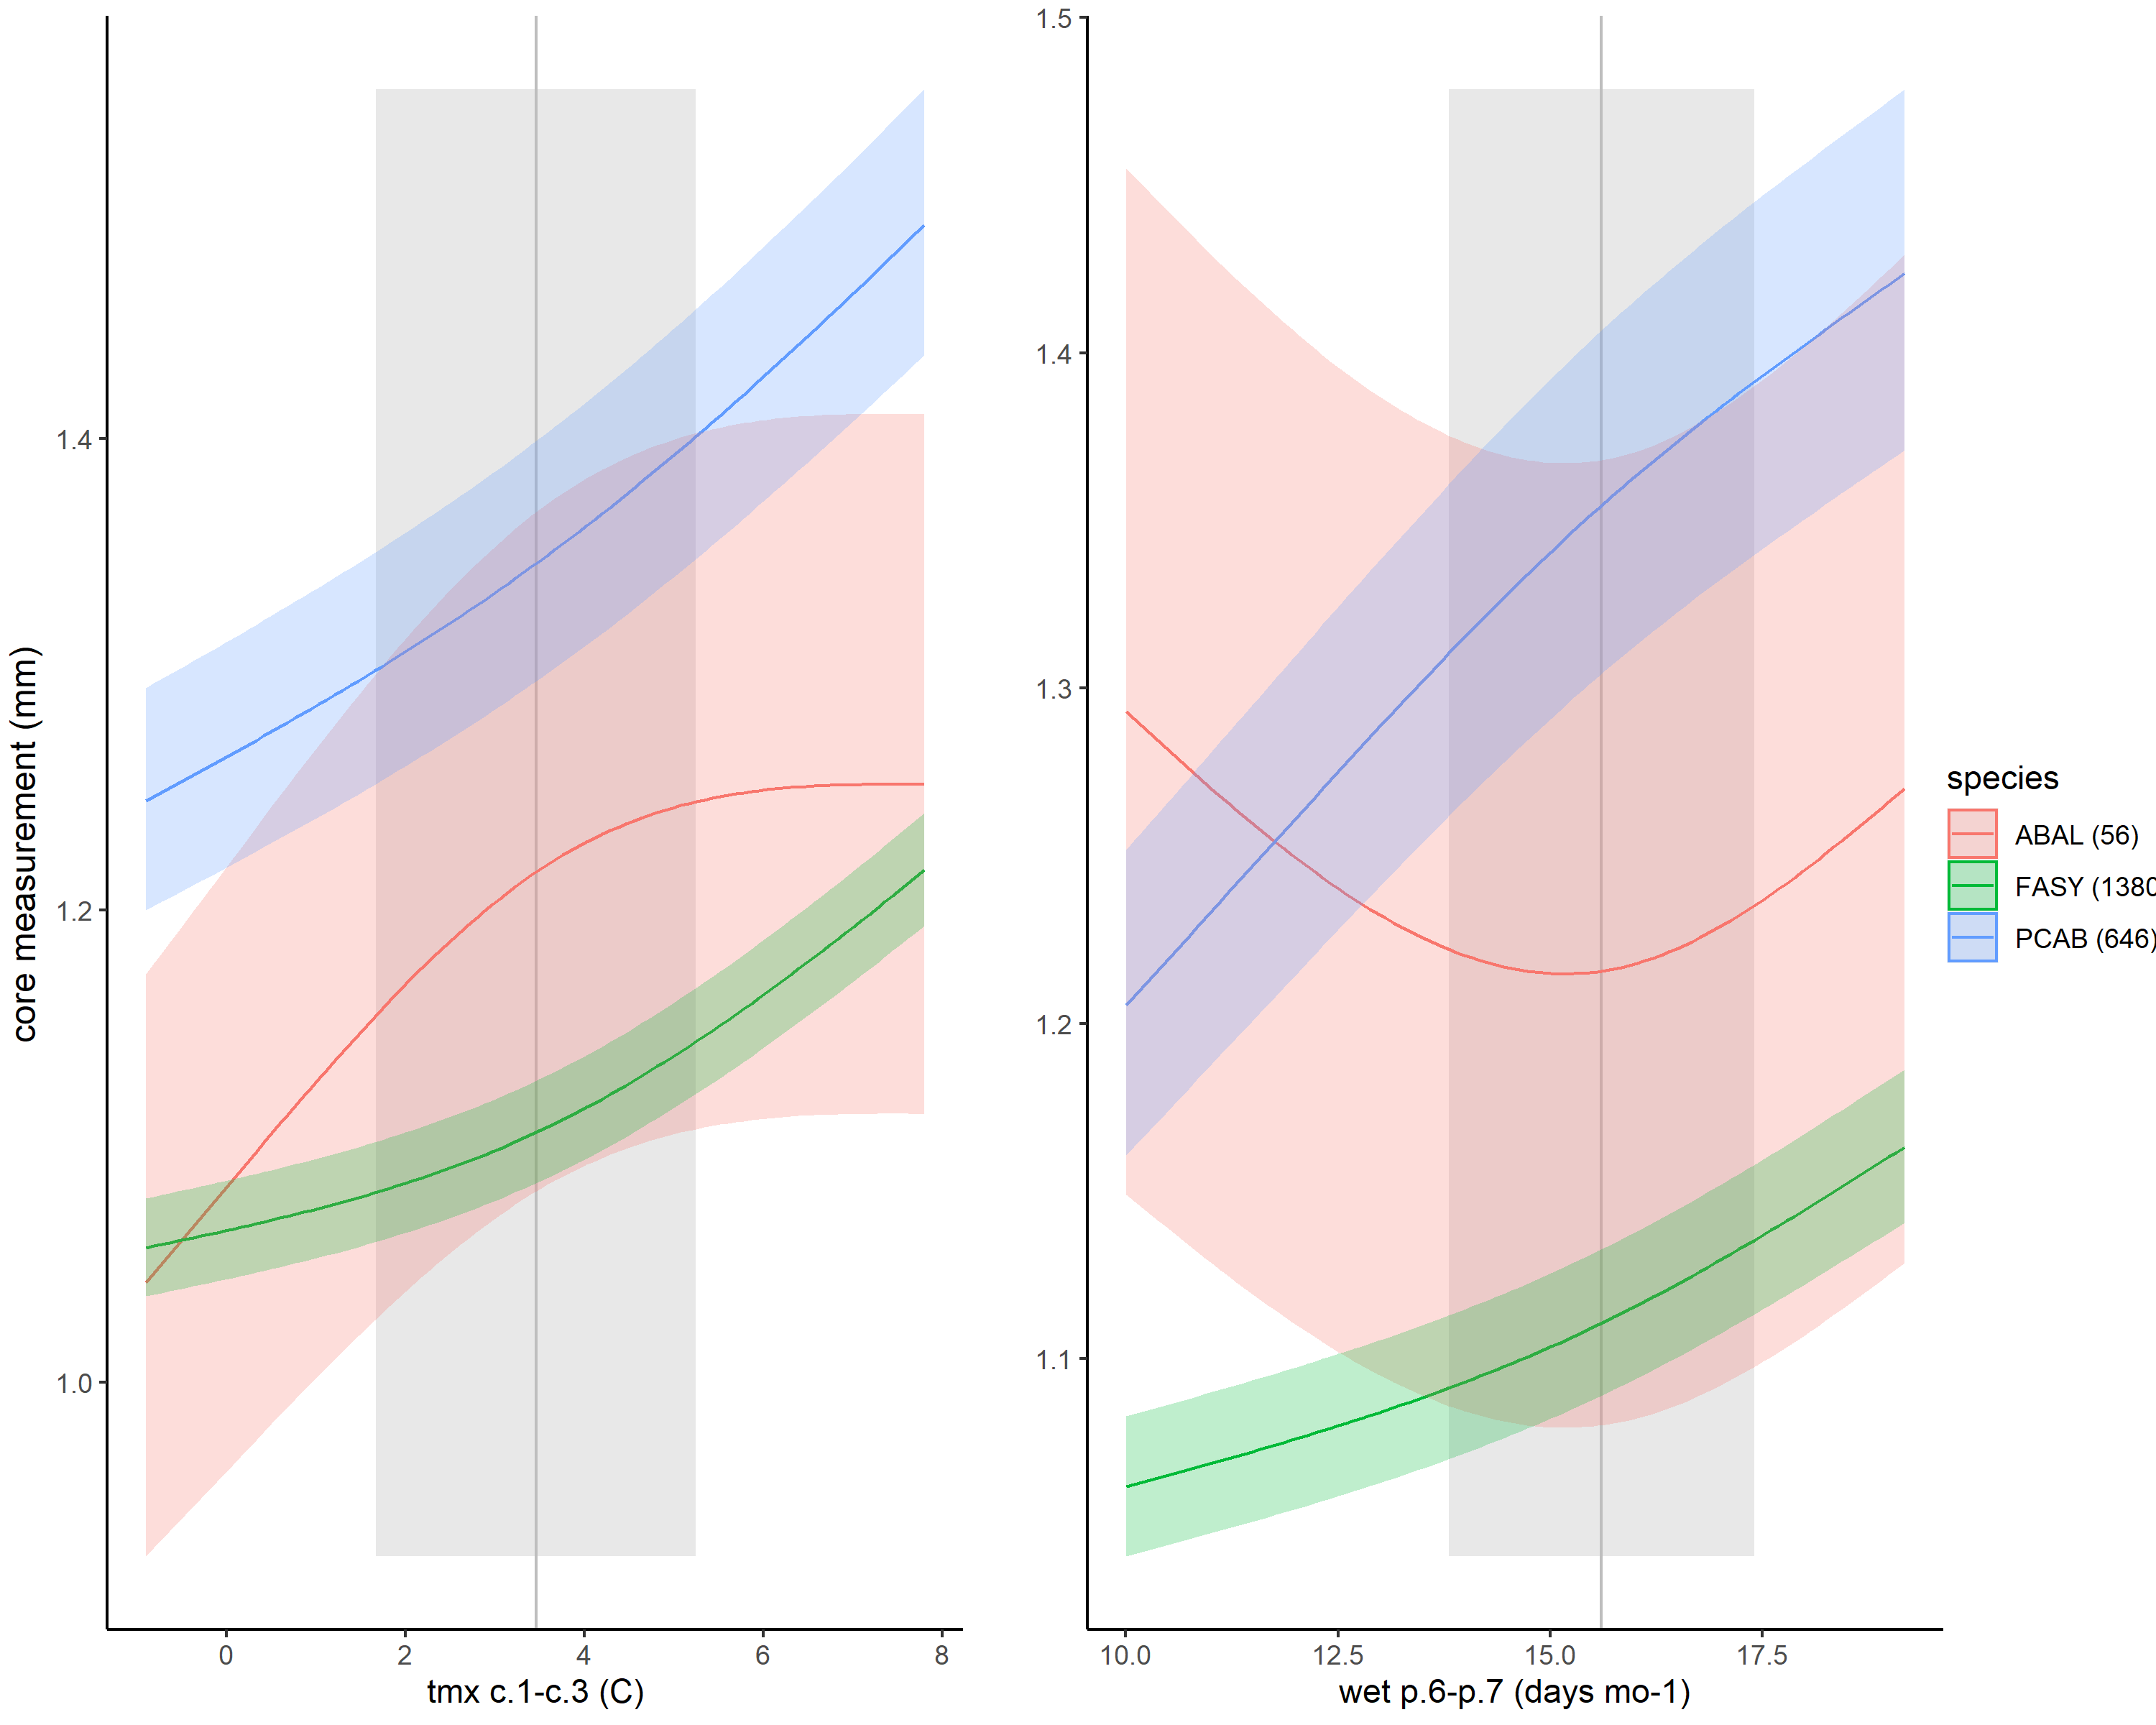 core measurement (mm)
1.4
1.2
1.0
0 2 4 6 8
tmx c.1-c.3 (C)
1.5
1.4
1.3
1.2
1.1
10.0 12.5 15.0 17.5
wet p.6-p.7 (days mo-1)
species
ABAL (56)
FASY (1380
PCAB (646)